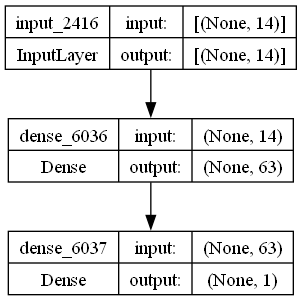 input_2416 input: [(None, 14)]
InputLayer output: [(None, 14)]
dense_6036 input: (None, 14)
Dense output: (None, 63)
dense_6037 input: (None, 63)
Dense output: (None, 1)